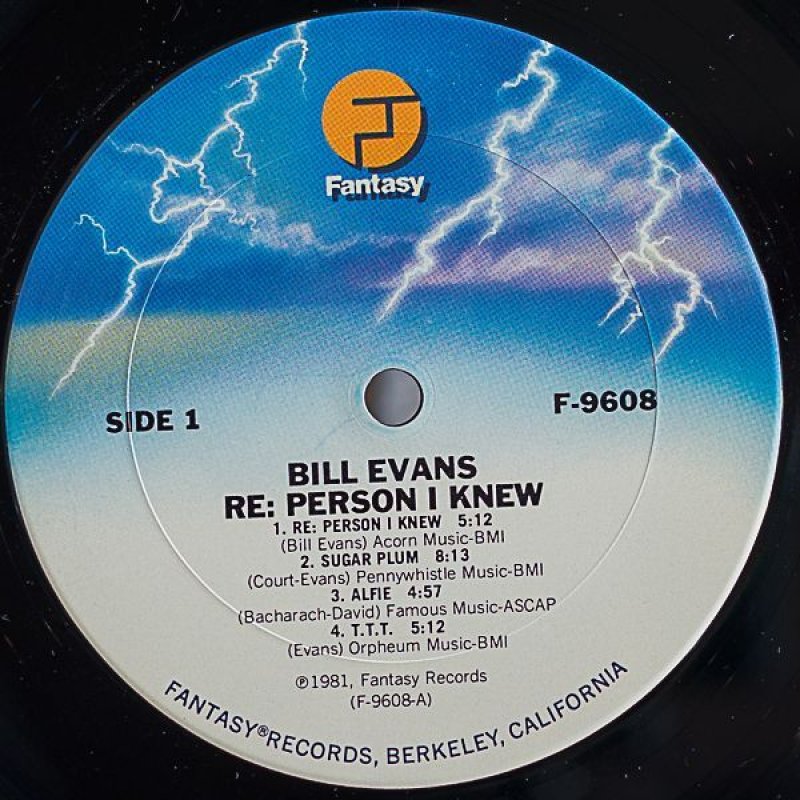 Fantasy
SIDE 1
F-9608
BILL EVANS
RE: PERSON I KNEW
1. RE: PERSON I KNEW 5:12
(Bill Evans) Acorn Music-BMI
2. SUGAR PLUM 8:13
(Court-Evans) Pennywhistle Music-BMI
3. ALFIE 4:57
(Bacharach-David) Famous Music-ASCAP
4. T.T.T. 5:12
(Evans) Orpheum Music-BMI
℗1981, Fantasy Records
(F-9608-A)
FANTASY® RECORDS, BERKELEY, CALIFORNIA